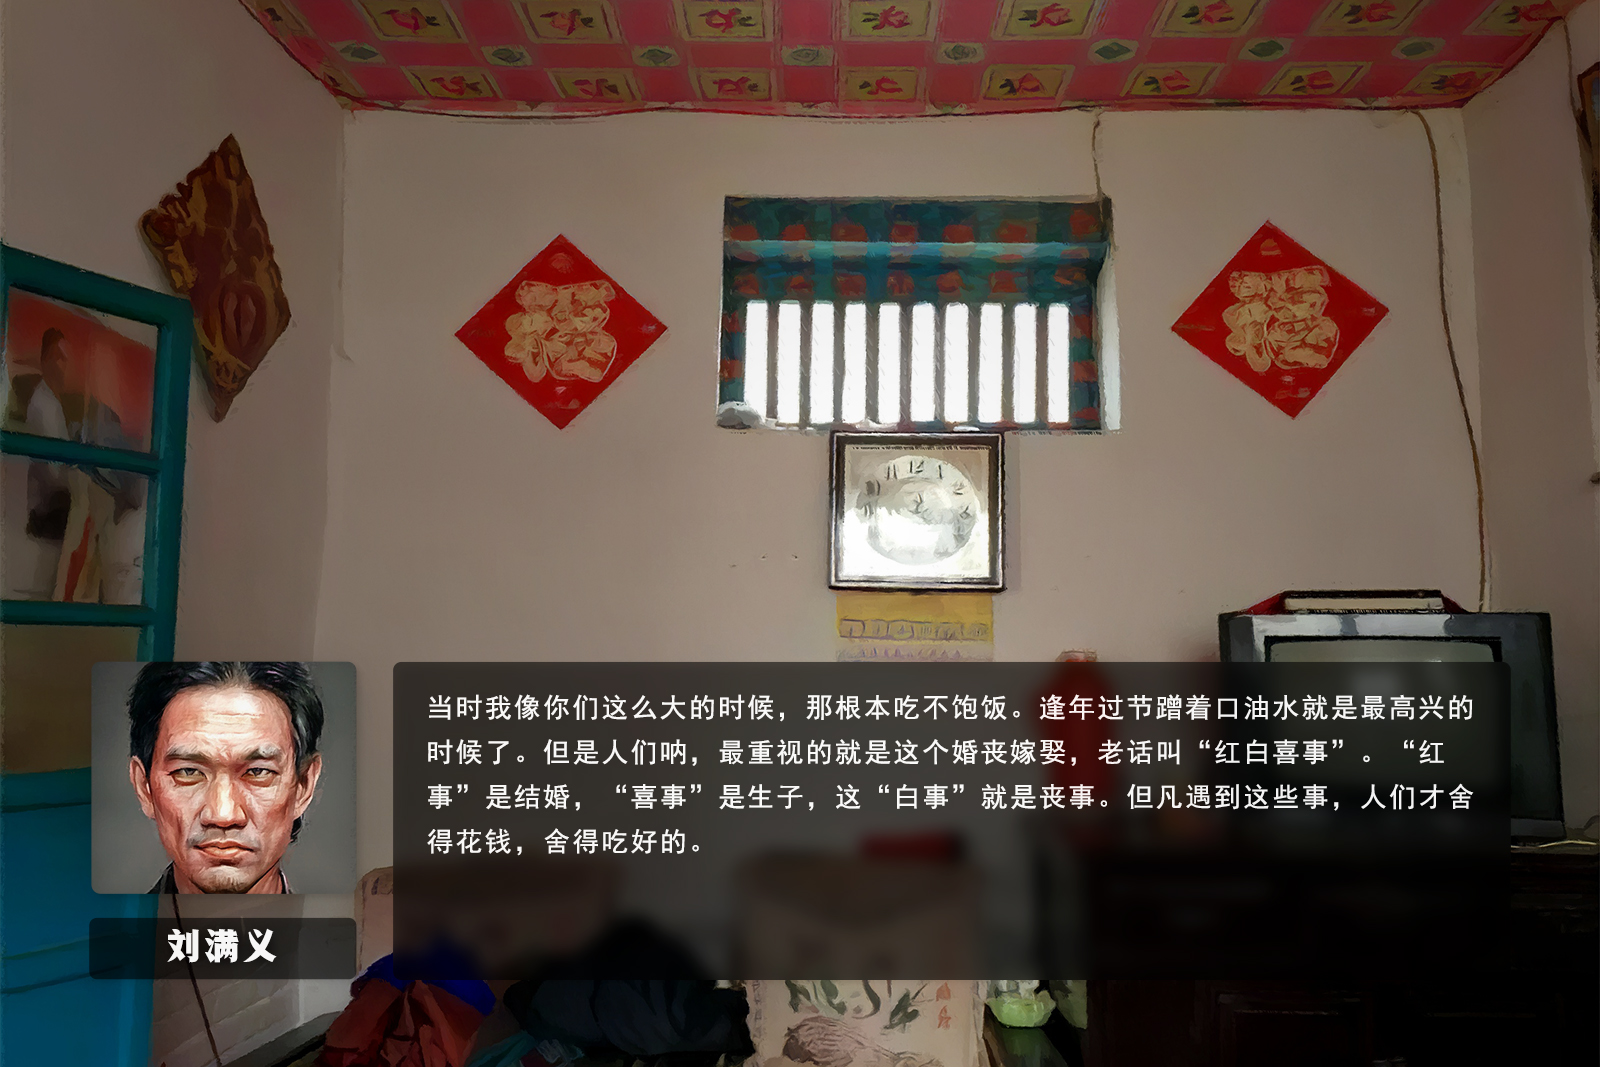 福
福
当时我像你们这么大的时候，那根本吃不饱饭。逢年过节蹭着口油水就是最高兴的
时候了。但是人们呐，最重视的就是这个婚丧嫁娶，老话叫“红白喜事”。“红
事”是结婚，“喜事”是生子，这“白事”就是丧事。但凡遇到这些事，人们才舍
得花钱，舍得吃好的。
刘满义